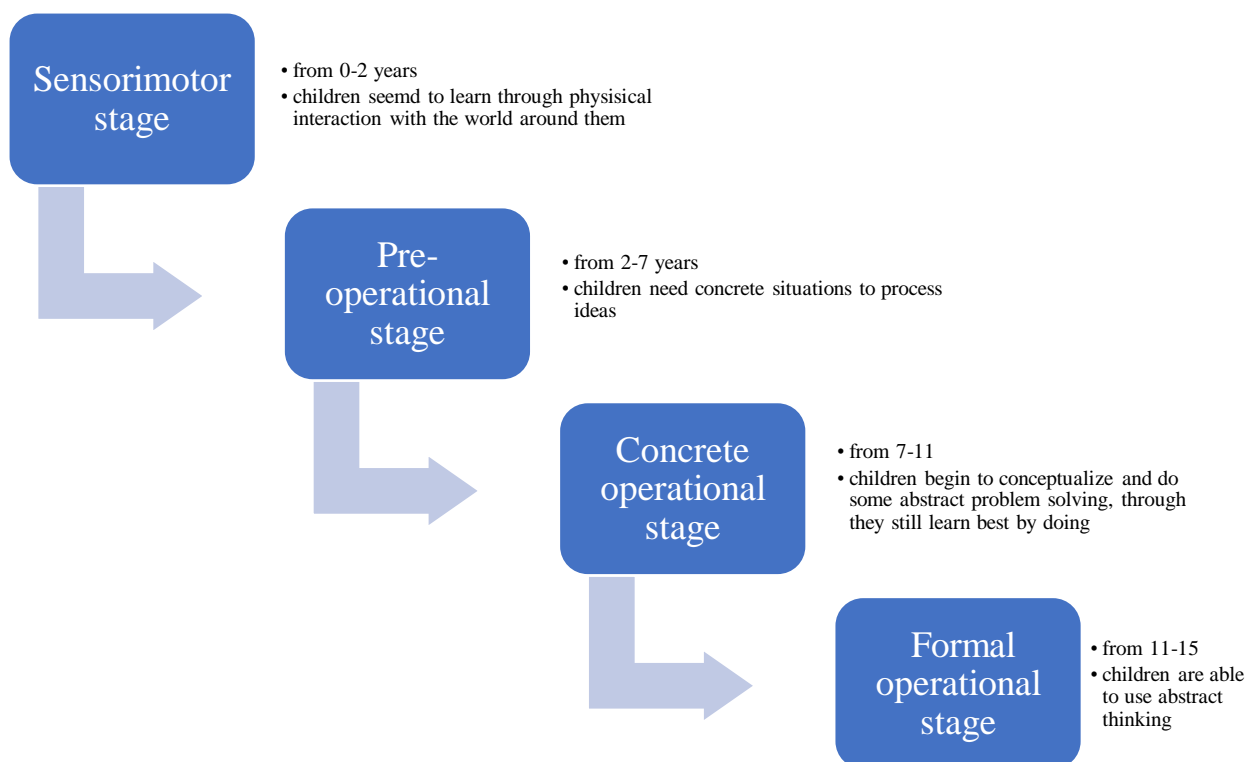 Sensorimotor
stage
• from 0-2 years
• children seemd to learn through physisical
interaction with the world around them
Pre-
operational
stage
• from 2-7 years
• children need concrete situations to process
ideas
Concrete
operational
stage
• from 7-11
• children begin to conceptualize and do
some abstract problem solving, through
they still learn best by doing
Formal
operational
stage
• from 11-15
• children are able
to use abstract
thinking